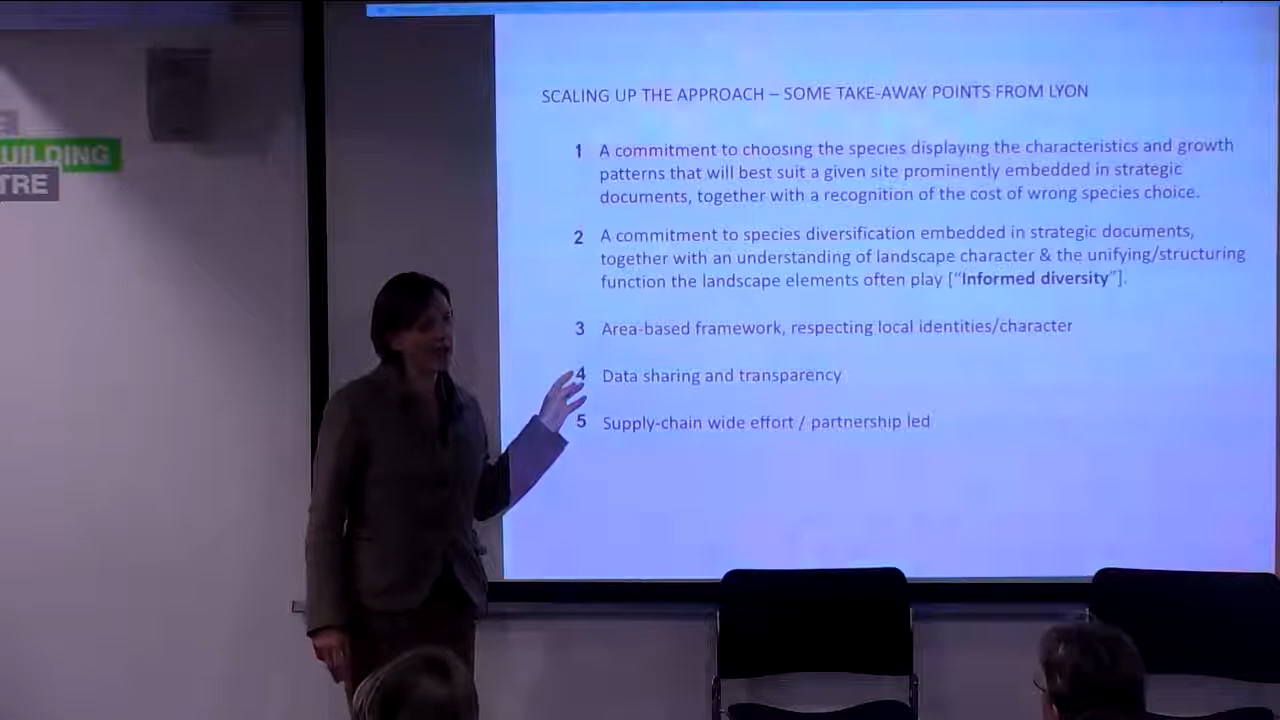 UILDING
TRE
SCALING UP THE APPROACH – SOME TAKE-AWAY POINTS FROM LYON
1 A commitment to choosing the species displaying the characteristics and growth
patterns that will best suit a given site prominently embedded in strategic
documents, together with a recognition of the cost of wrong species choice.
2 A commitment to species diversification embedded in strategic documents,
together with an understanding of landscape character & the unifying/structuring
function the landscape elements often play [“Informed diversity”].
3 Area-based framework, respecting local identities/character
4 Data sharing and transparency
5 Supply-chain wide effort / partnership led